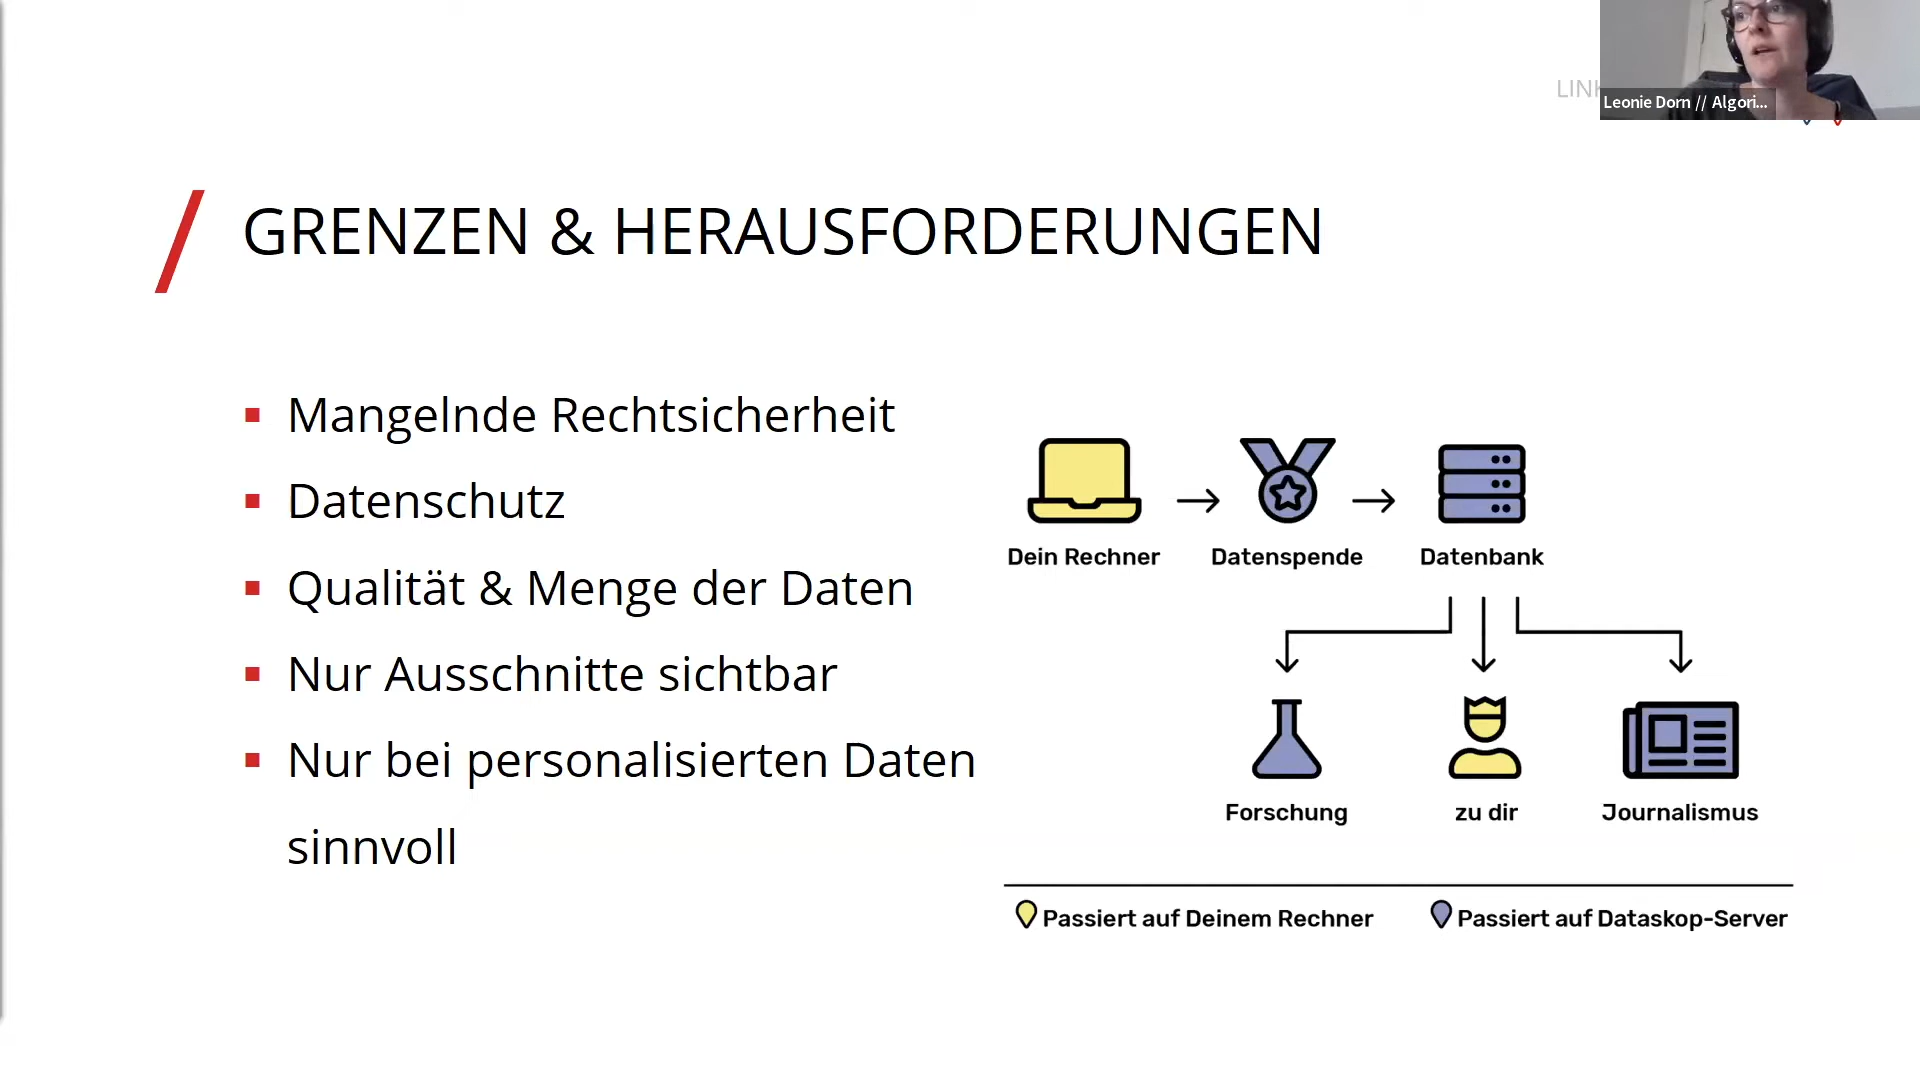 LINK
Leonie Dorn // Algori...
GRENZEN & HERAUSFORDERUNGEN
Mangelnde Rechtsicherheit
Datenschutz
Qualität & Menge der Daten
Nur Ausschnitte sichtbar
Nur bei personalisierten Daten
sinnvoll
Dein Rechner
Datenspende
Datenbank
Forschung
zu dir
Journalismus
Passiert auf Deinem Rechner
Passiert auf Dataskop-Server